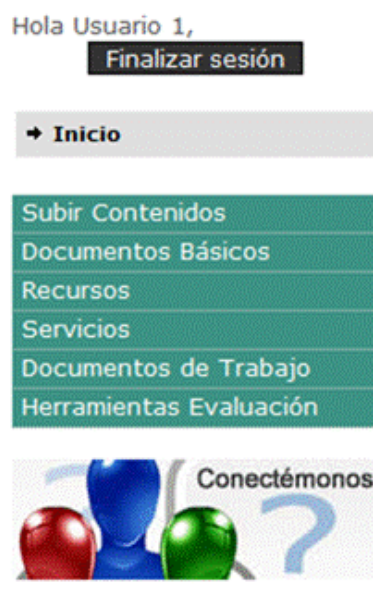 Hola Usuario 1,
Finalizar sesión
Inicio
Subir Contenidos
Documentos Básicos
Recursos
Servicios
Documentos de Trabajo
Herramientas Evaluación
Conectémonos
?